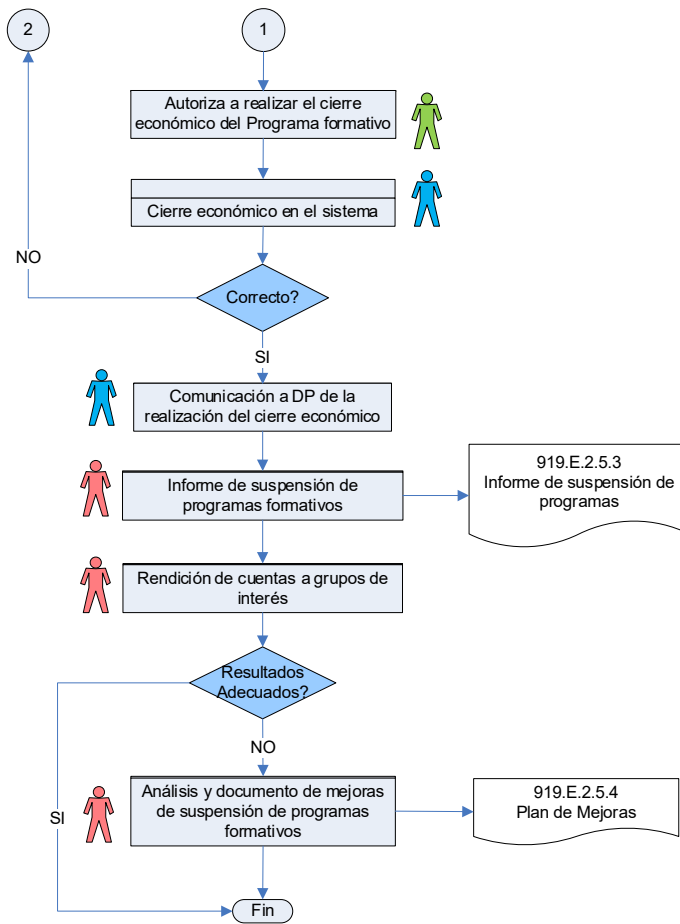 2
1
Autoriza a realizar el cierre
económico del Programa formativo
Cierre económico en el sistema
NO
Correcto?
SI
Comunicación a DP de la
realización del cierre económico
Informe de suspensión de
programas formativos
919.E.2.5.3
Informe de suspensión de
programas
Rendición de cuentas a grupos de
interés
Resultados
Adecuados?
NO
Análisis y documento de mejoras
de suspensión de programas
formativos
919.E.2.5.4
Plan de Mejoras
SI
Fin